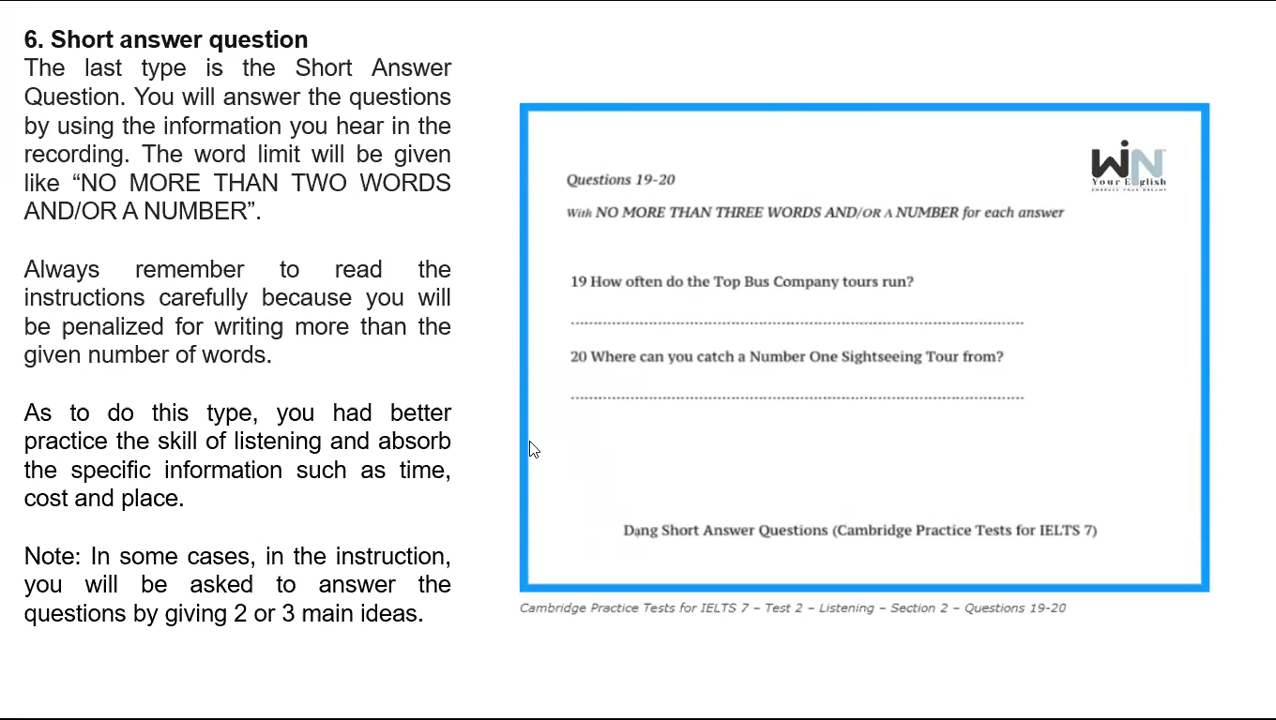 6. Short answer question
The last type is the Short Answer
Question. You will answer the questions
by using the information you hear in the
recording. The word limit will be given
like “NO MORE THAN TWO WORDS
AND/OR A NUMBER”.
Always remember to read the
instructions carefully because you will
be penalized for writing more than the
given number of words.
As to do this type, you had better
practice the skill of listening and absorb
the specific information such as time,
cost and place.
Note: In some cases, in the instruction,
you will be asked to answer the
questions by giving 2 or 3 main ideas.
WiN
Your English
Questions 19-20
With NO MORE THAN THREE WORDS AND/OR A NUMBER for each answer
19 How often do the Top Bus Company tours run?
20 Where can you catch a Number One Sightseeing Tour from?
Dạng Short Answer Questions (Cambridge Practice Tests for IELTS 7)
Cambridge Practice Tests for IELTS 7 – Test 2 – Listening – Section 2 – Questions 19-20